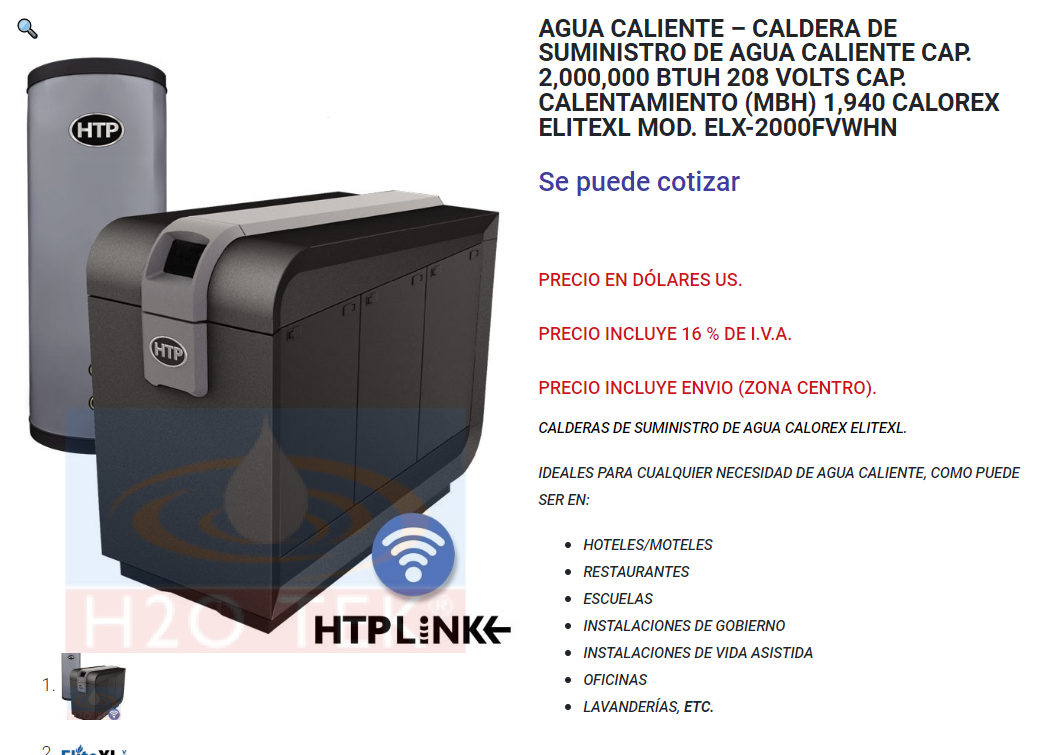 AGUA CALIENTE – CALDERA DE
SUMINISTRO DE AGUA CALIENTE CAP.
2,000,000 BTUH 208 VOLTS CAP.
CALENTAMIENTO (MBH) 1,940 CALOREX
ELITEXL MOD. ELX-2000FVWHN
Se puede cotizar
PRECIO EN DÓLARES US.
PRECIO INCLUYE 16 % DE I.V.A.
PRECIO INCLUYE ENVIO (ZONA CENTRO).
CALDERAS DE SUMINISTRO DE AGUA CALOREX ELITEXL.
IDEALES PARA CUALQUIER NECESIDAD DE AGUA CALIENTE, COMO PUEDE
SER EN:
HOTELES/MOTELES
RESTAURANTES
ESCUELAS
INSTALACIONES DE GOBIERNO
INSTALACIONES DE VIDA ASISTIDA
OFICINAS
LAVANDERÍAS, ETC.
HTP
HTP
H2O TEK®
HTP LINK
1.
2.